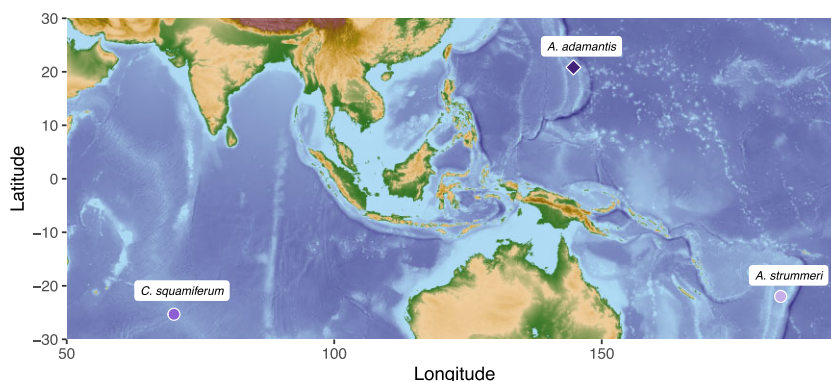 30
A. adamantis
20
10
Latitude
0
−10
C. squamiferum
A. strummeri
−20
−30
50
100
150
Longitude